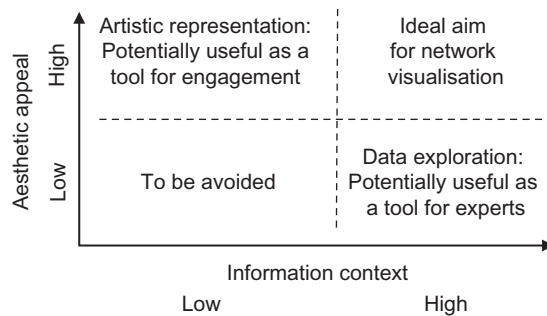 Aesthetic appeal
High
Low
Artistic representation:
Potentially useful as a
tool for engagement
Ideal aim
for network
visualisation
To be avoided
Data exploration:
Potentially useful as
a tool for experts
Information context
Low
High